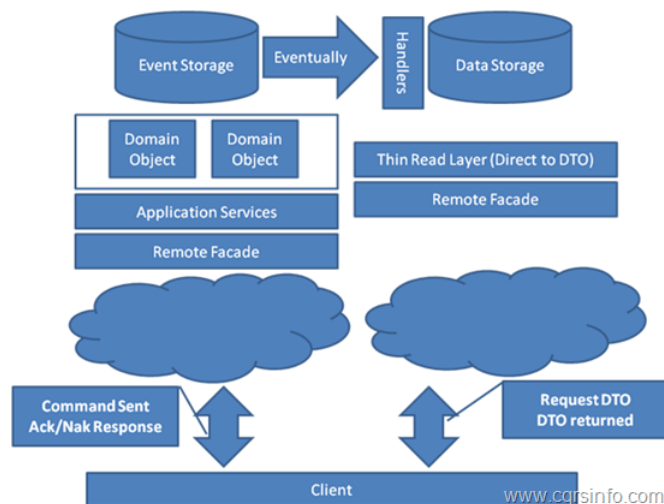 Event Storage
Eventually
Handlers
Data Storage
Domain
Object
Domain
Object
Thin Read Layer (Direct to DTO)
Application Services
Remote Facade
Remote Facade
Command Sent
Ack/Nak Response
Request DTO
DTO returned
Client
www.cqrsinfo.com